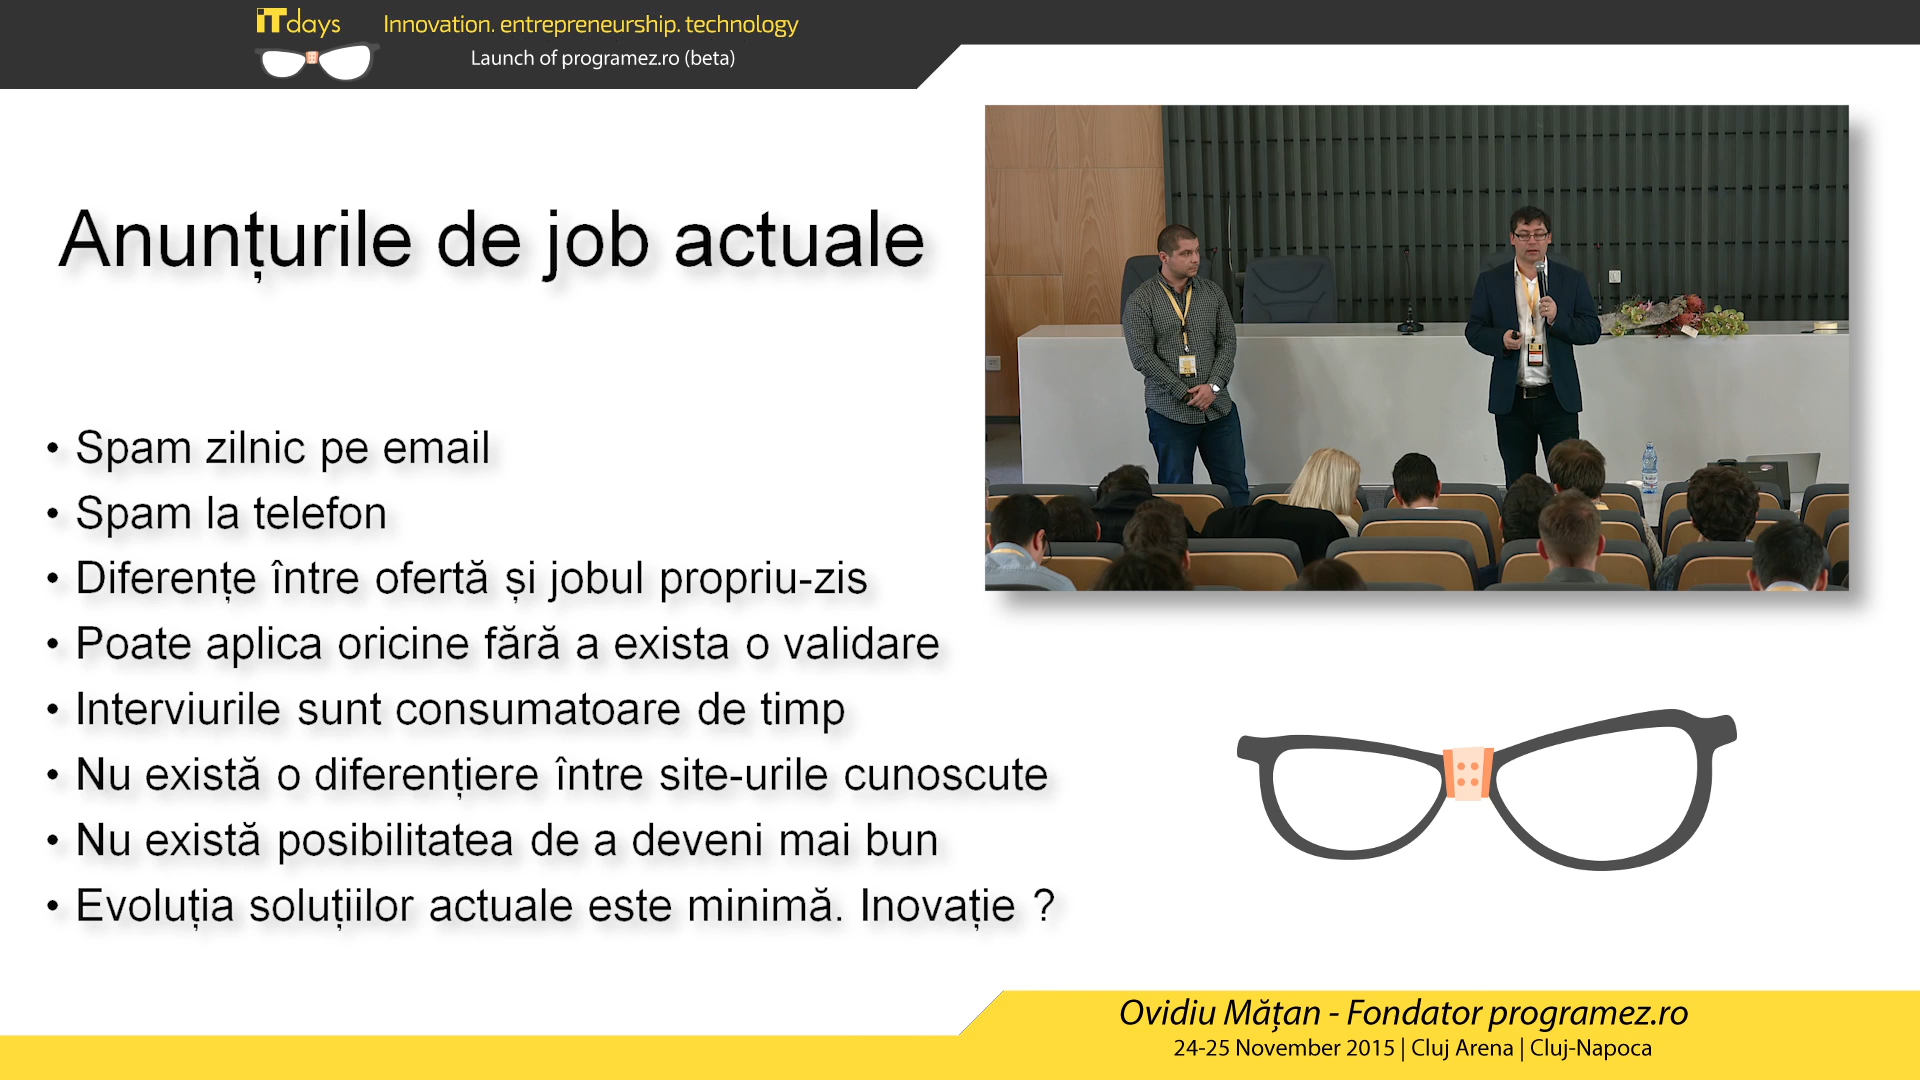 iTdays
Innovation. entrepreneurship. technology
Launch of programez.ro (beta)
Anunțurile de job actuale
• Spam zilnic pe email
• Spam la telefon
• Diferențe între ofertă și jobul propriu-zis
• Poate aplica oricine fără a exista o validare
• Interviurile sunt consumatoare de timp
• Nu există o diferențiere între site-urile cunoscute
• Nu există posibilitatea de a deveni mai bun
• Evoluția soluțiilor actuale este minimă. Inovație ?
Ovidiu Mățan - Fondator programez.ro
24-25 November 2015 | Cluj Arena | Cluj-Napoca